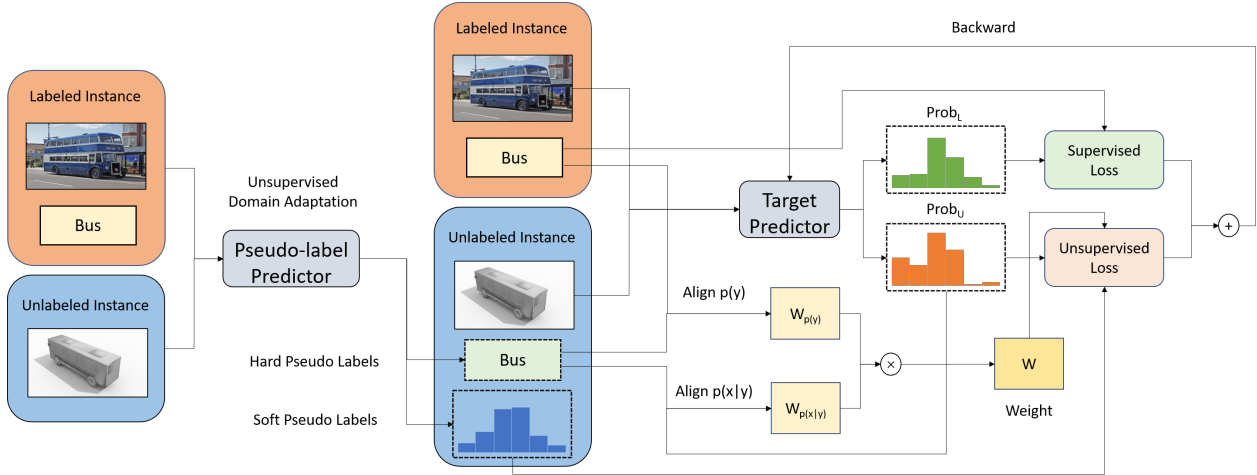 Labeled Instance
Bus
Unlabeled Instance
Unsupervised
Domain Adaptation
Pseudo-label
Predictor
Hard Pseudo Labels
Soft Pseudo Labels
Labeled Instance
Bus
Unlabeled Instance
Bus
Backward
Target
Predictor
Prob_L
Prob_U
Supervised
Loss
Unsupervised
Loss
+
Align p(y)
W_p(y)
Align p(x|y)
W_p(x|y)
×
W
Weight